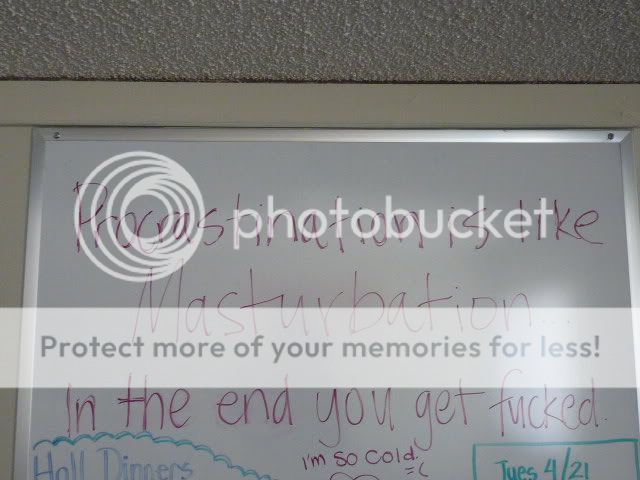 Procrastination is like
photobucket
Masturbation...
Protect more of your memories for less!
In the end you get fucked.
Hall Dinners
I'm so cold.
=(
Tues 4/21